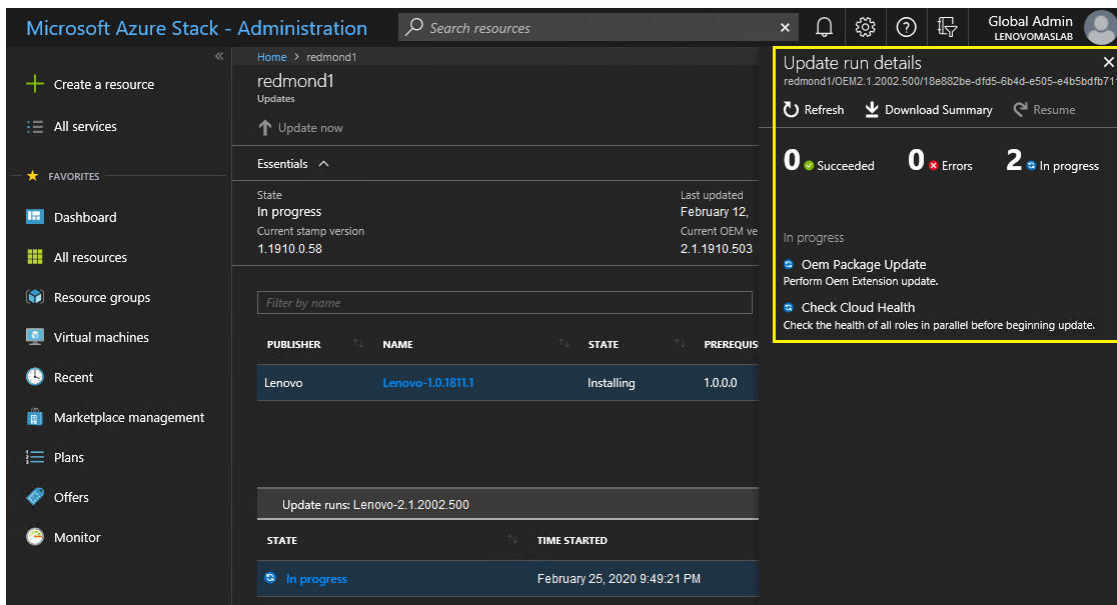 Microsoft Azure Stack - Administration
Search resources
Global Admin
LENOVOMASLAB
Create a resource
All services
FAVORITES
Dashboard
All resources
Resource groups
Virtual machines
Recent
Marketplace management
Plans
Offers
Monitor
Home > redmond1
redmond1
Updates
Update now
Essentials
State
In progress
Current stamp version
1.1910.0.58
Last updated
February 12,
Current OEM ve
2.1.1910.503
Filter by name
PUBLISHER NAME STATE PREREQUIS
Lenovo Lenovo-1.0.1811.1 Installing 1.0.0.0
Update runs: Lenovo-2.1.2002.500
STATE TIME STARTED
In progress February 25, 2020 9:49:21 PM
Update run details
redmond1/OEM2.1.2002.500/18e882be-dfd5-6b4d-e505-e4b5bdfb71
Refresh Download Summary Resume
0 Succeeded 0 Errors 2 In progress
In progress
Oem Package Update
Perform Oem Extension update.
Check Cloud Health
Check the health of all roles in parallel before beginning update.